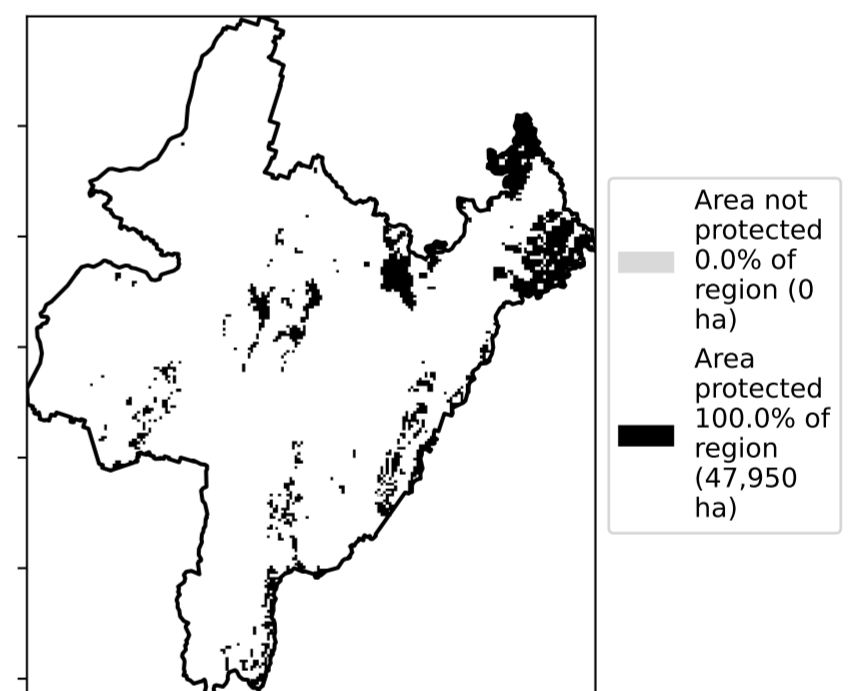 Area not
protected
0.0% of
region (0
ha)
Area
protected
100.0% of
region
(47,950
ha)